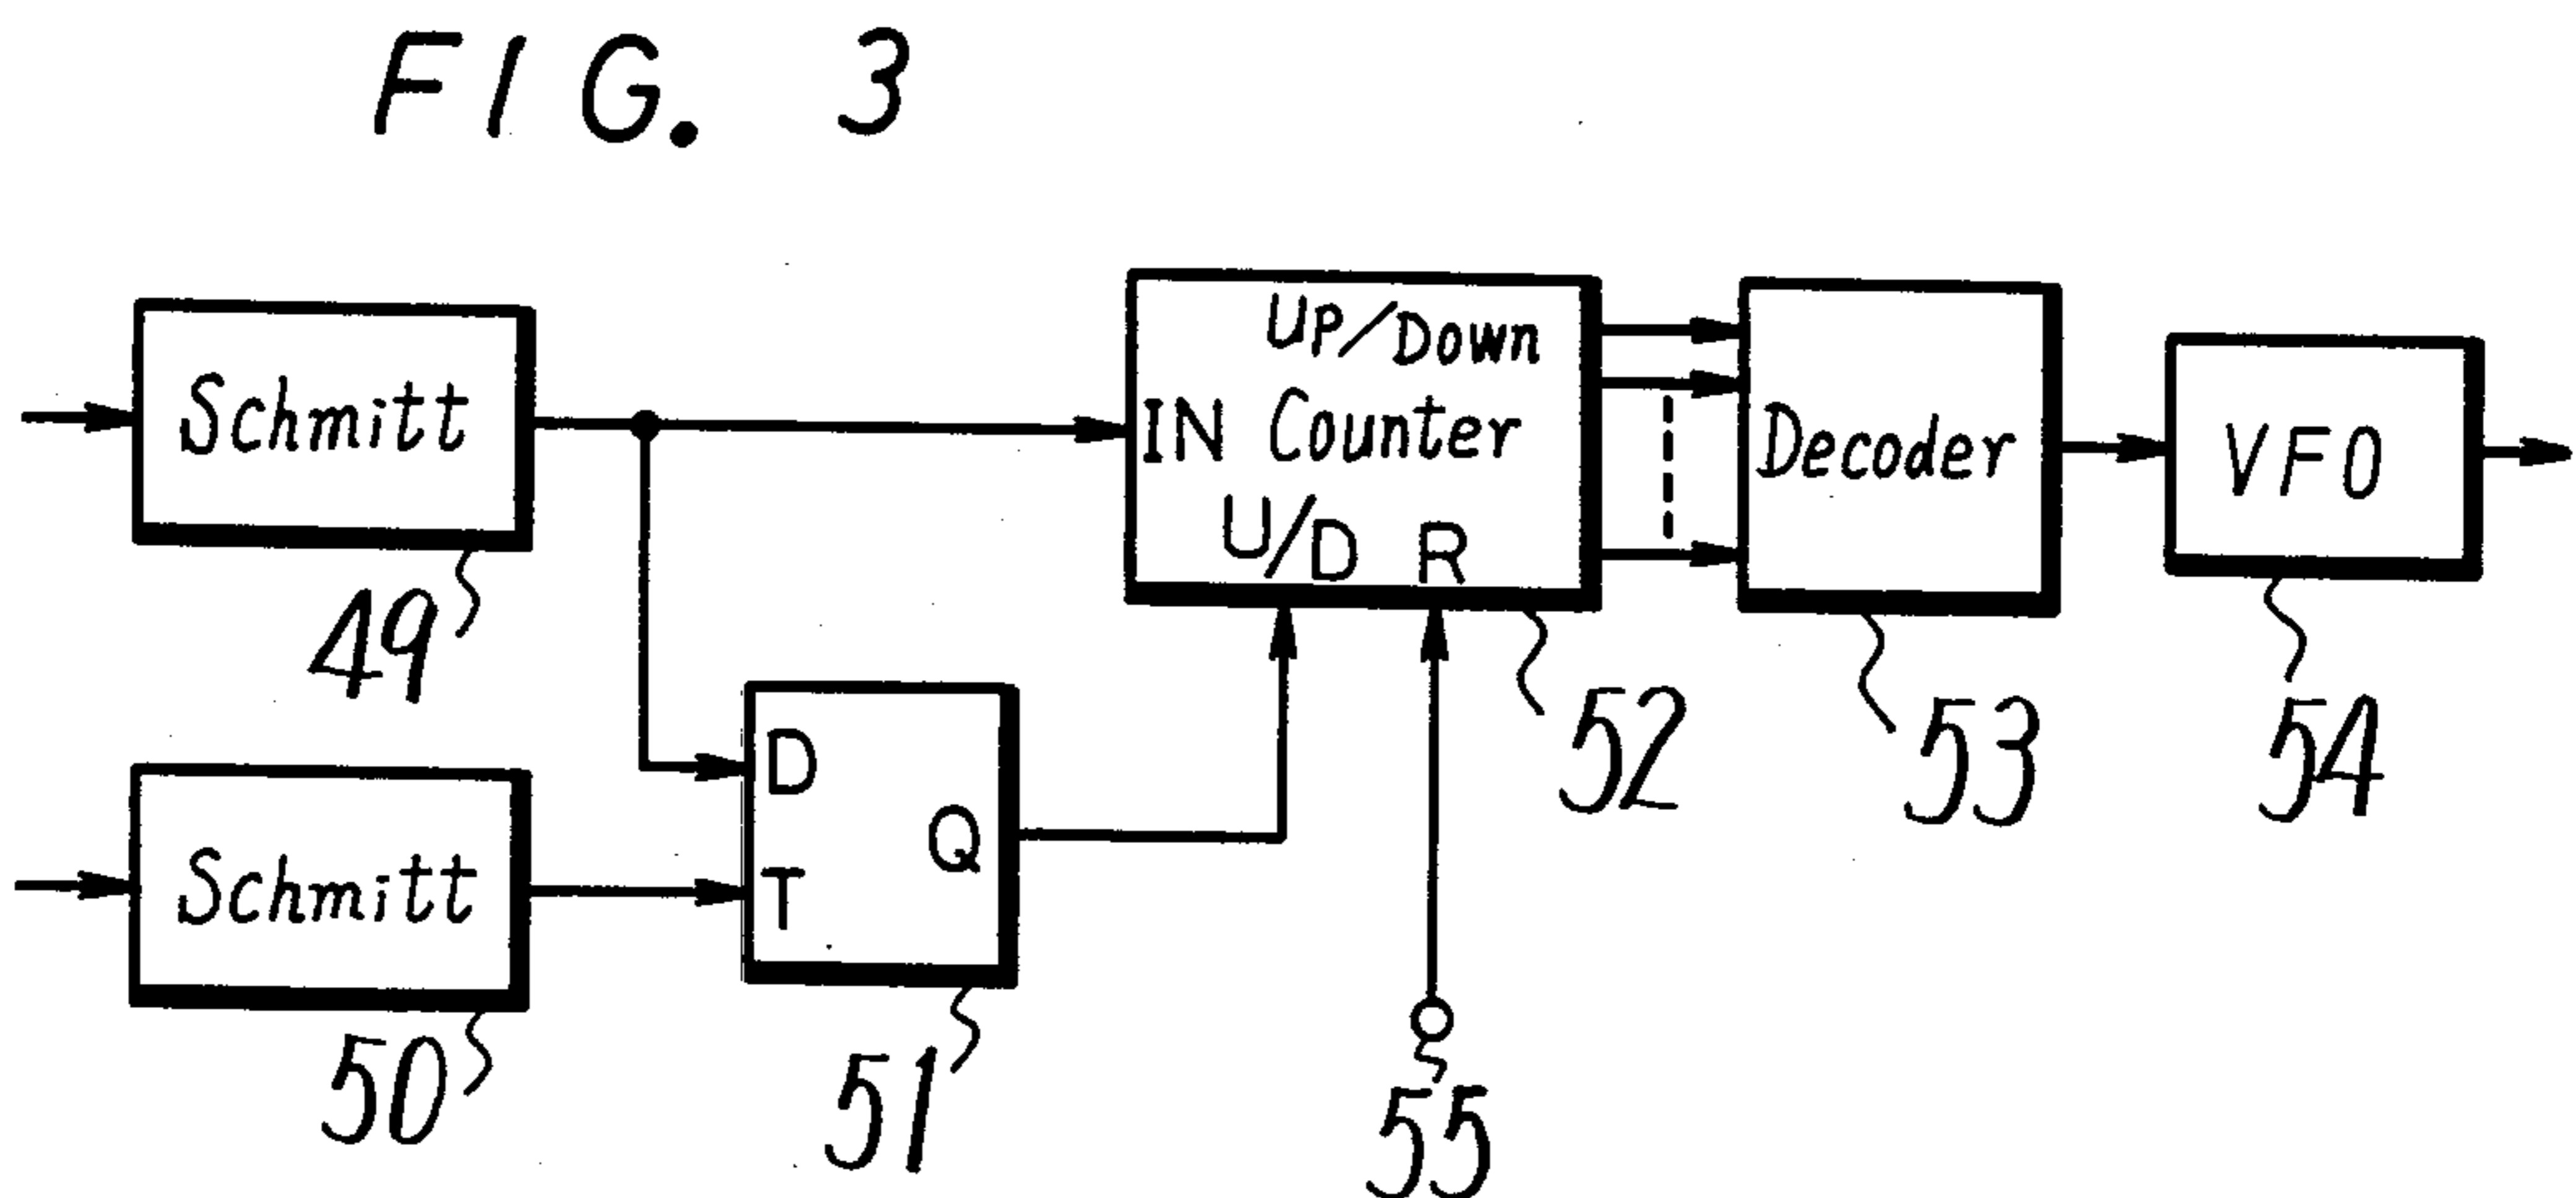 FIG. 3
Schmitt
49
Schmitt
50
D
T
Q
51
Up/Down
IN Counter
U/D R
52
Decoder
53
VFO
54
55